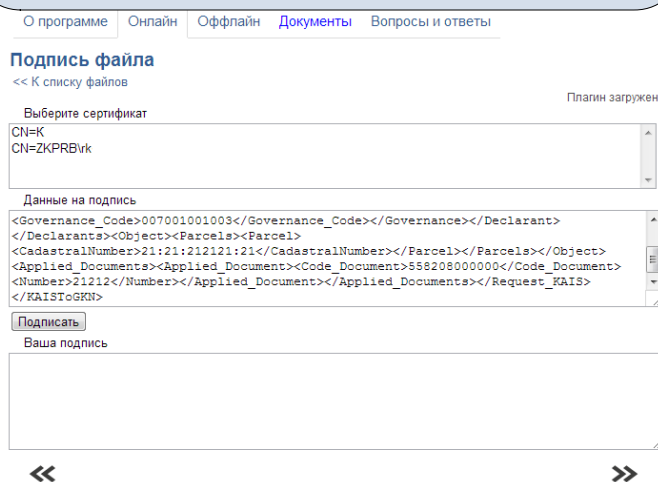 О программе Онлайн Оффлайн Документы Вопросы и ответы
Подпись файла
<< К списку файлов
Плагин загружен
Выберите сертификат
CN=K
CN=ZKPRB\rk
Данные на подпись
<Governance_Code>007001001003</Governance_Code></Governance></Declarant>
</Declarants><Object><Parcels><Parcel>
<CadastralNumber>21:21:212121:21</CadastralNumber></Parcel></Parcels></Object>
<Applied_Documents><Applied_Document><Code_Document>558208000000</Code_Document>
<Number>21212</Number></Applied_Document></Applied_Documents></Request_KAIS>
</KAISToGKN>
Подписать
Ваша подпись